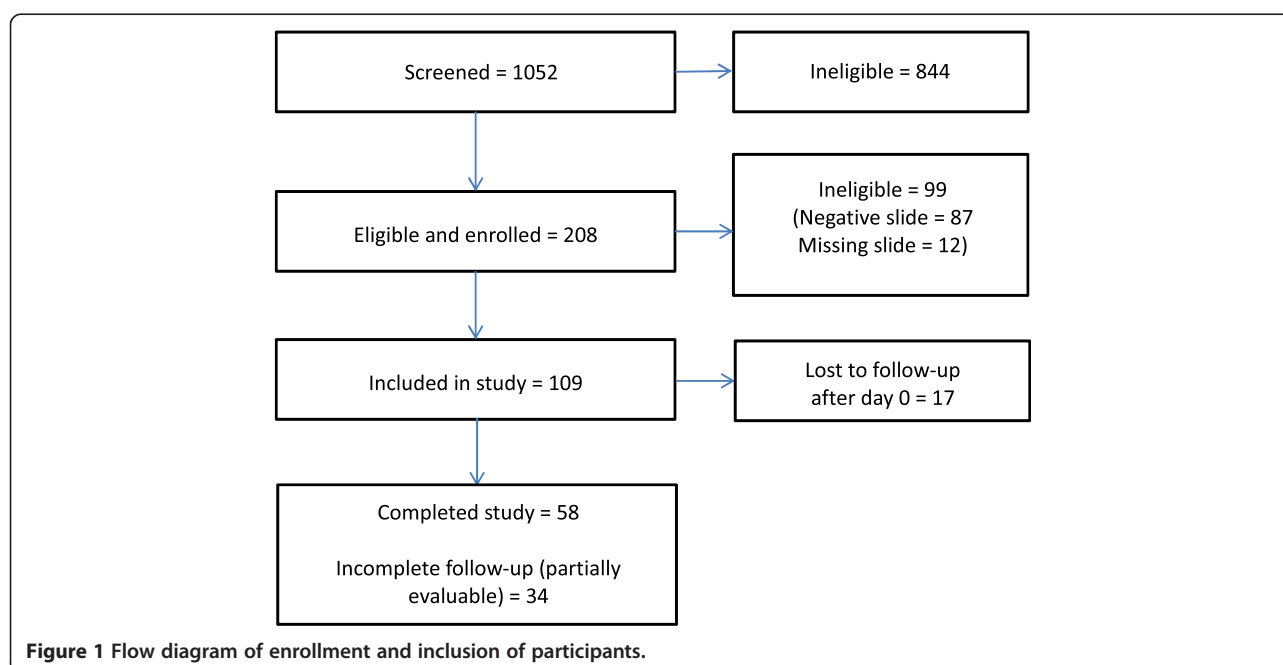 Screened = 1052
Ineligible = 844
Eligible and enrolled = 208
Ineligible = 99
(Negative slide = 87
Missing slide = 12)
Included in study = 109
Lost to follow-up
after day 0 = 17
Completed study = 58
Incomplete follow-up (partially
evaluable) = 34
Figure 1 Flow diagram of enrollment and inclusion of participants.